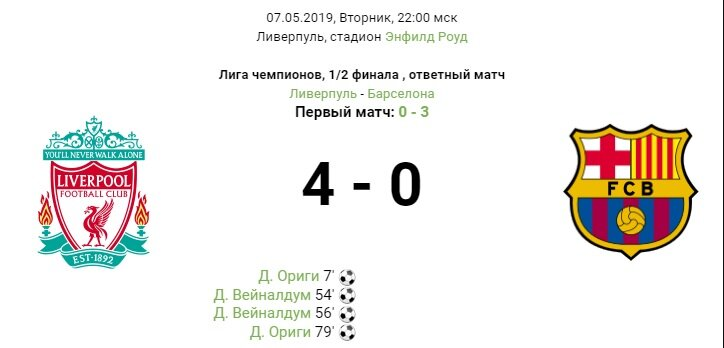 07.05.2019, Вторник, 22:00 мск
Ливерпуль, стадион Энфилд Роуд
Лига чемпионов, 1/2 финала , ответный матч
Ливерпуль - Барселона
Первый матч: 0 - 3
YOU'LL NEVER WALK ALONE
LIVERPOOL
FOOTBALL CLUB
EST·1892
4 - 0
FCB
Д. Ориги 7'
Д. Вейналдум 54'
Д. Вейналдум 56'
Д. Ориги 79'